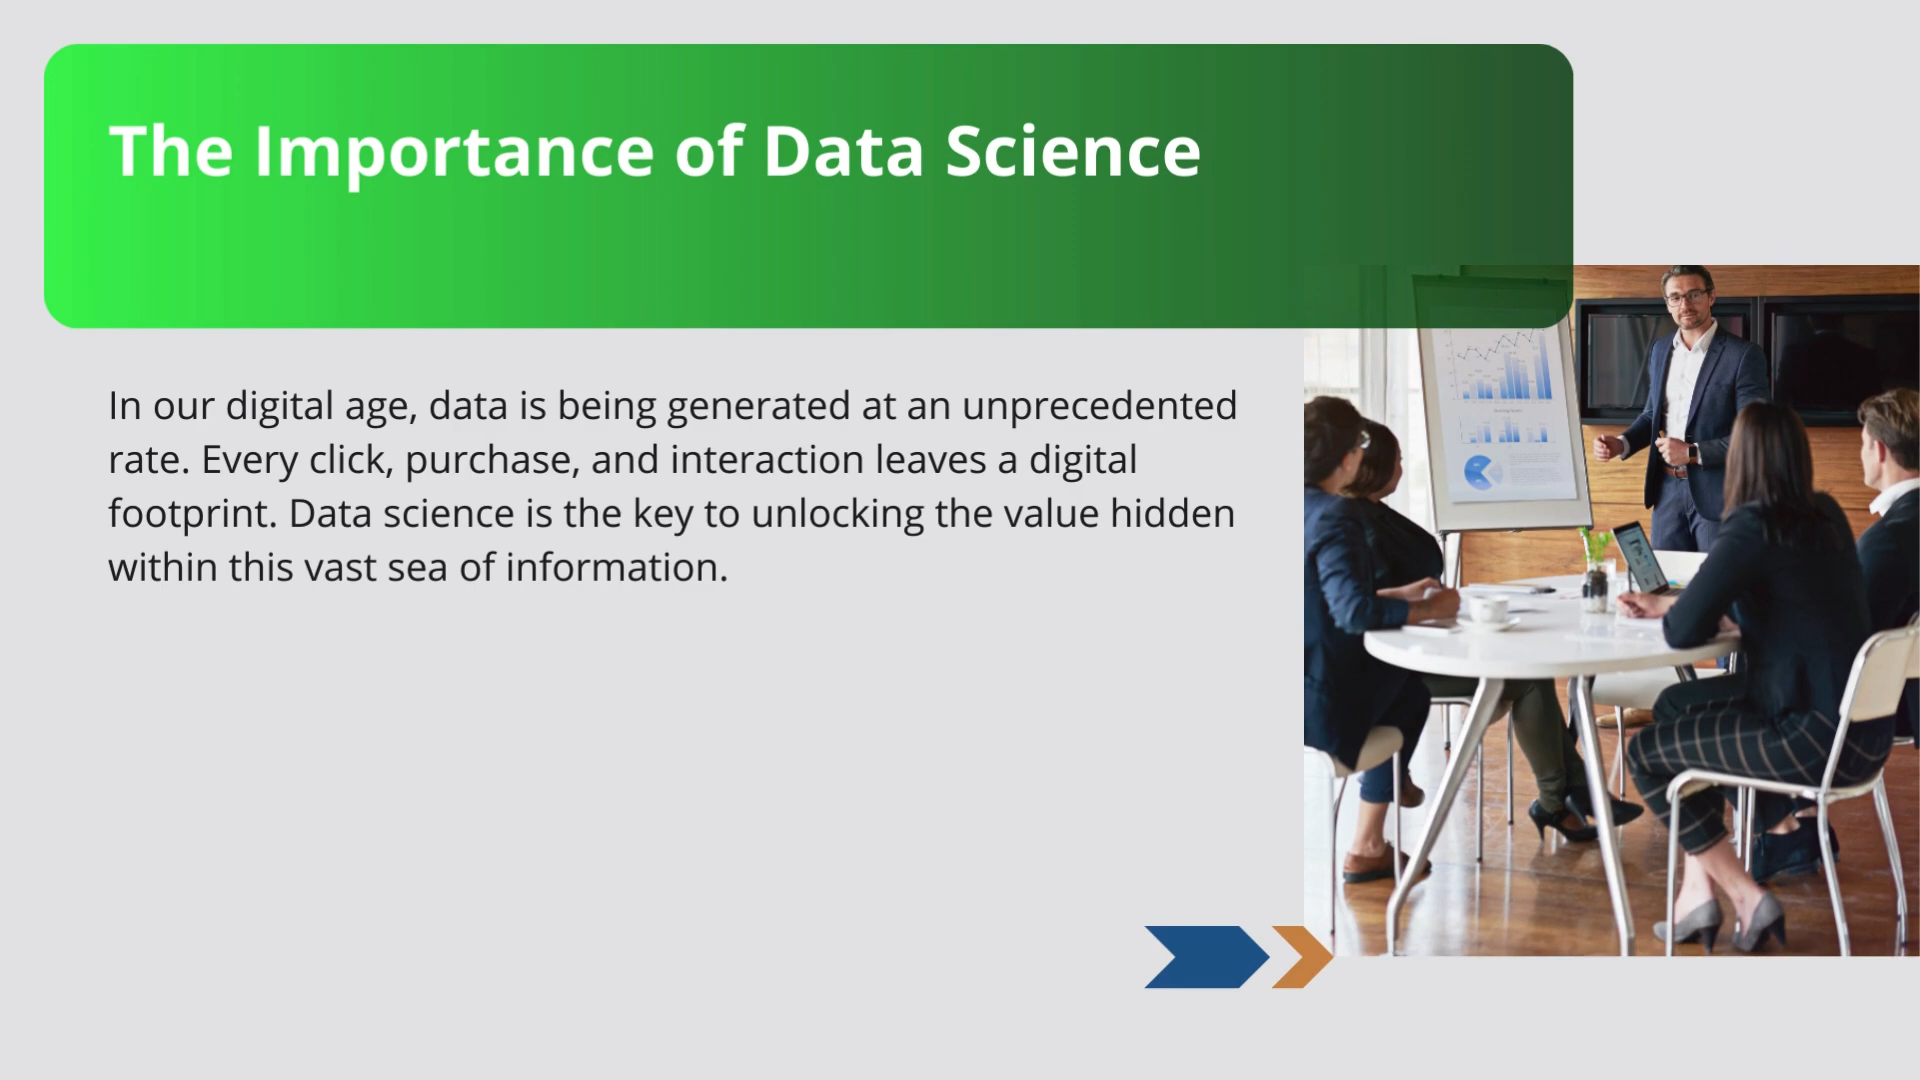 The Importance of Data Science
In our digital age, data is being generated at an unprecedented
rate. Every click, purchase, and interaction leaves a digital
footprint. Data science is the key to unlocking the value hidden
within this vast sea of information.